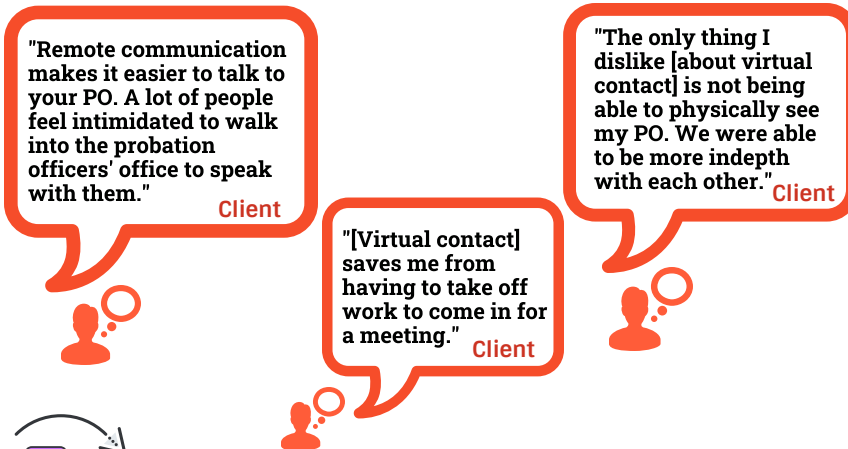 "Remote communication
makes it easier to talk to
your PO. A lot of people
feel intimidated to walk
into the probation
officers' office to speak
with them."
Client
"[Virtual contact]
saves me from
having to take off
work to come in for
a meeting."
Client
"The only thing I
dislike [about virtual
contact] is not being
able to physically see
my PO. We were able
to be more indepth
with each other."
Client